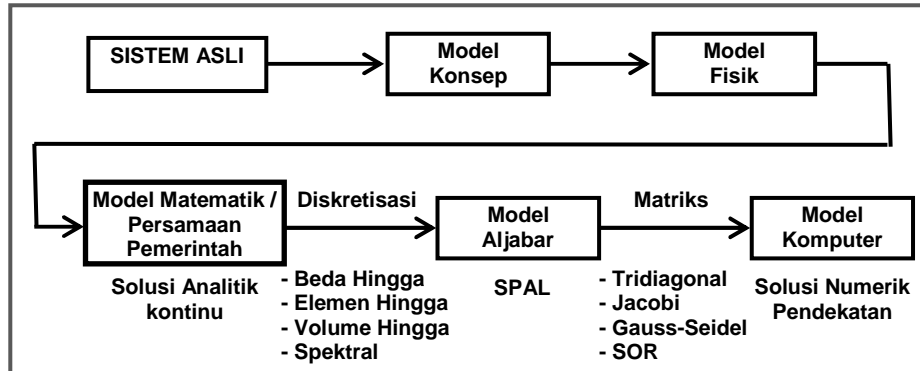 SISTEM ASLI
Model
Konsep
Model
Fisik
Model Matematik /
Persamaan
Pemerintah
Solusi Analitik
kontinu
Diskretisasi
- Beda Hingga
- Elemen Hingga
- Volume Hingga
- Spektral
Model
Aljabar
SPAL
Matriks
- Tridiagonal
- Jacobi
- Gauss-Seidel
- SOR
Model
Komputer
Solusi Numerik
Pendekatan